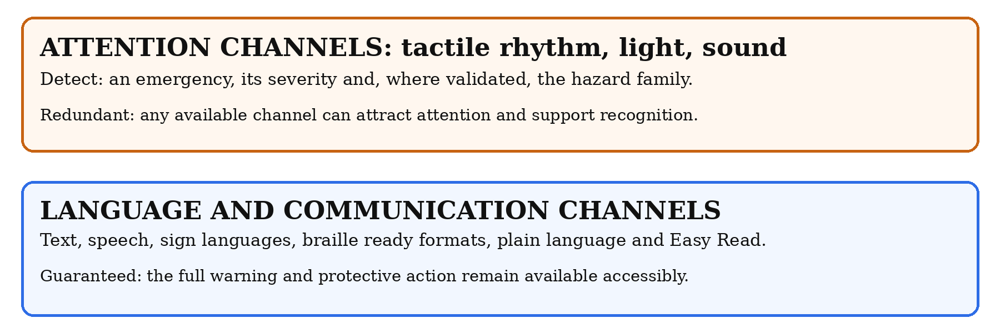 ATTENTION CHANNELS: tactile rhythm, light, sound
Detect: an emergency, its severity and, where validated, the hazard family.
Redundant: any available channel can attract attention and support recognition.
LANGUAGE AND COMMUNICATION CHANNELS
Text, speech, sign languages, braille ready formats, plain language and Easy Read.
Guaranteed: the full warning and protective action remain available accessibly.